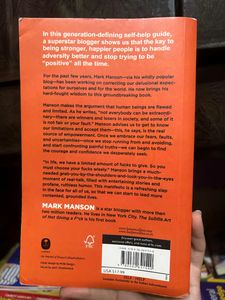 In this generation-defining self-help guide,
a superstar blogger shows us that the key to
being stronger, happier people is to handle
adversity better and stop trying to be
"positive" all the time.
For the past few years, Mark Manson—via his wildly popular
blog—has been working on correcting our delusional expectations
for ourselves and for the world. He now brings his
hard-fought wisdom to this groundbreaking book.
Manson makes the argument that human beings are flawed
and limited. As he writes, "not everybody can be extraordinary—
there are winners and losers in society, and some of it
is not fair or your fault." Manson advises us to get to know
our limitations and accept them—this, he says, is the real
source of empowerment. Once we embrace our fears, faults,
and uncertainties—once we stop running from and avoiding,
and start confronting painful truths—we can begin to find
the courage and confidence we desperately seek.
"In life, we have a limited amount of fucks to give. So you
must choose your fucks wisely." Manson brings a much-
needed grab-you-by-the-shoulders-and-look-you-in-the-eye
moment of real-talk, filled with entertaining stories and
profane, ruthless humor. This manifesto is a refreshing slap
in the face for all of us, so that we can start to lead more
contented, grounded lives.
MARK MANSON is a star blogger with more than
two million readers. He lives in New York City. The Subtle Art
of Not Giving a F*ck is his first book.
FSC
USA $17.99